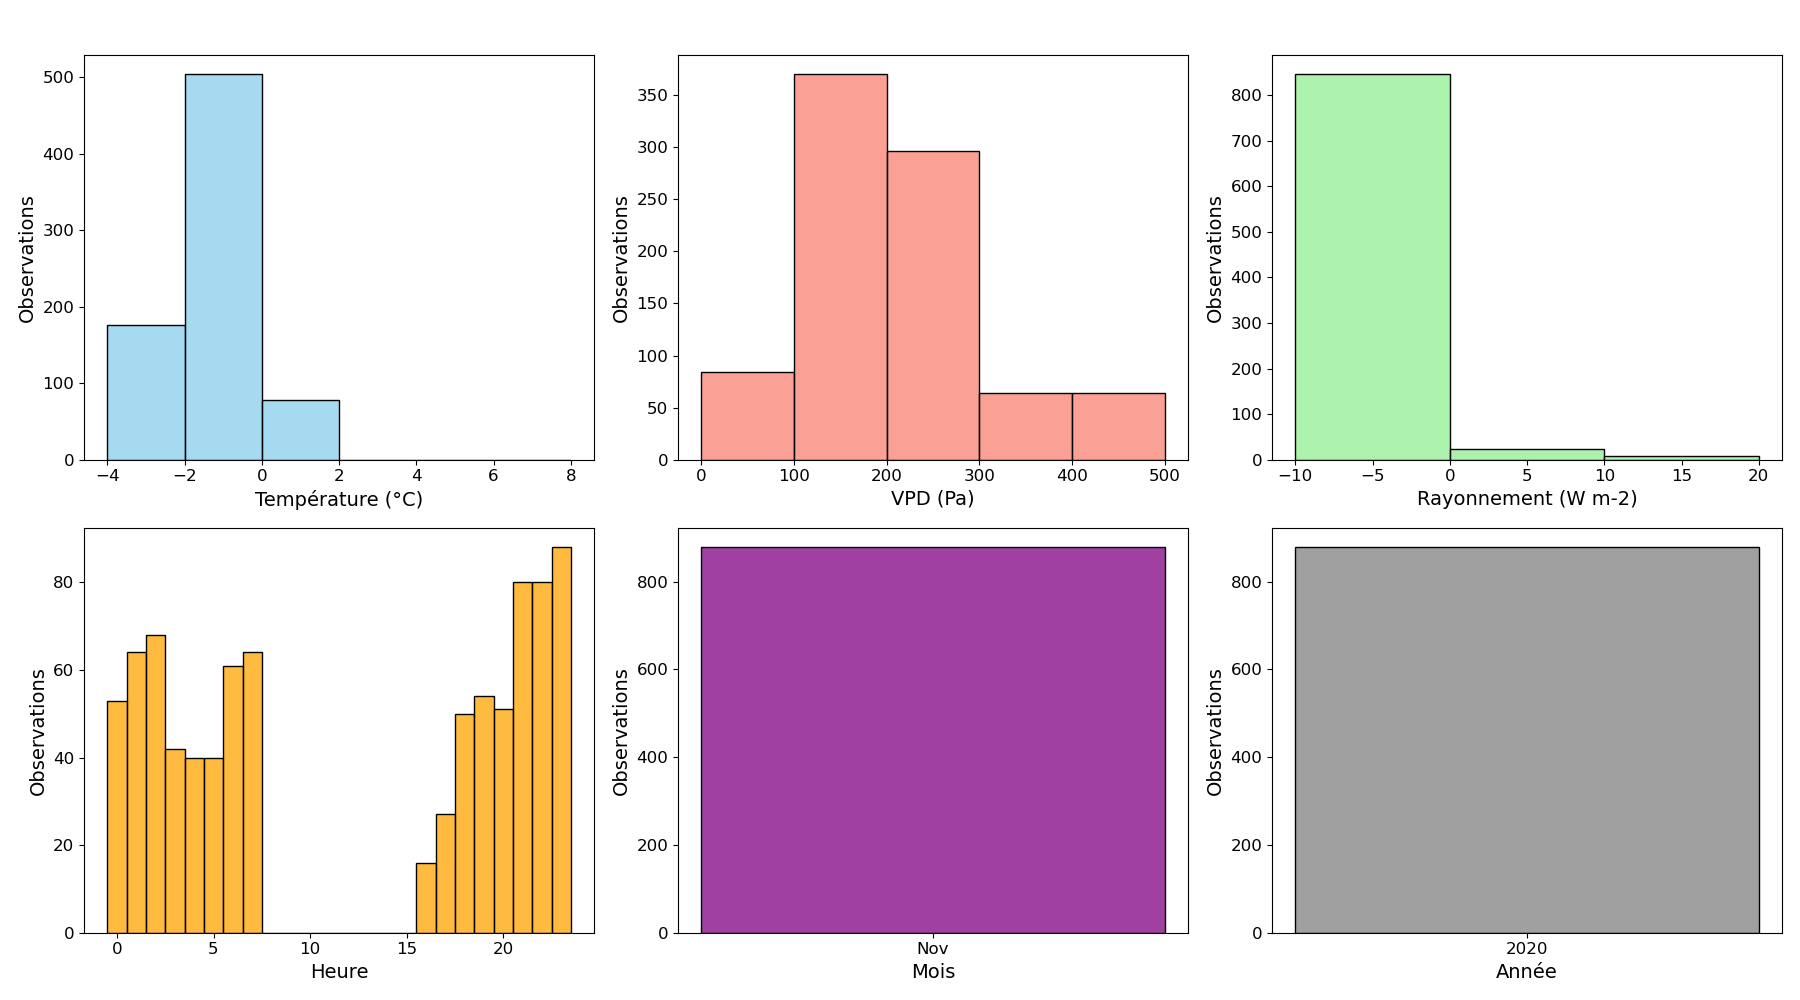 500
400
300
200
100
0
Observations
−4 −2 0 2 4 6 8
Température (°C)
350
300
250
200
150
100
50
0
Observations
0 100 200 300 400 500
VPD (Pa)
800
700
600
500
400
300
200
100
0
Observations
−10 −5 0 5 10 15 20
Rayonnement (W m-2)
80
60
40
20
0
Observations
0 5 10 15 20
Heure
800
600
400
200
0
Observations
Nov
Mois
800
600
400
200
0
Observations
2020
Année